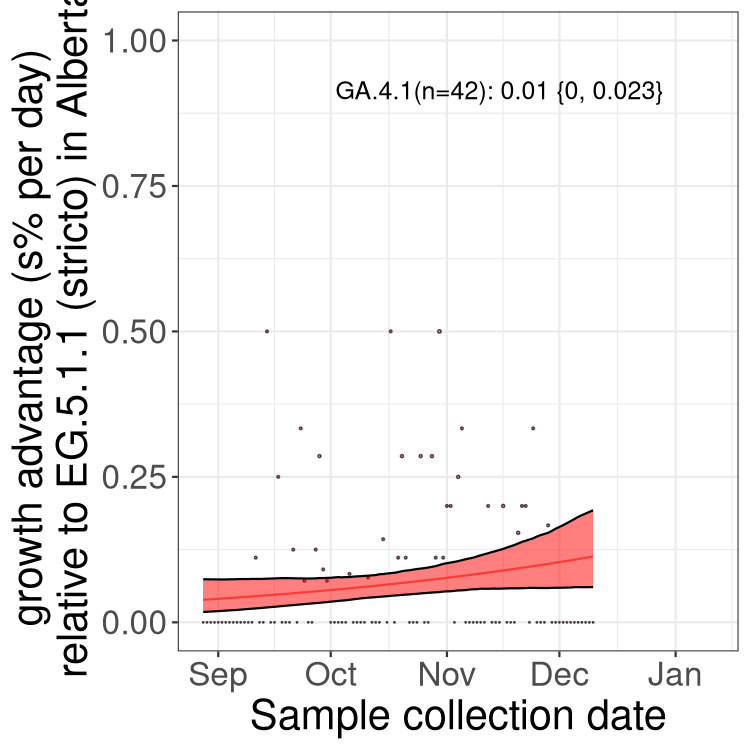 growth advantage (s% per day)
relative to EG.5.1.1 (stricto) in Alberta
1.00
0.75
0.50
0.25
0.00
GA.4.1(n=42): 0.01 {0, 0.023}
Sep Oct Nov Dec Jan
Sample collection date